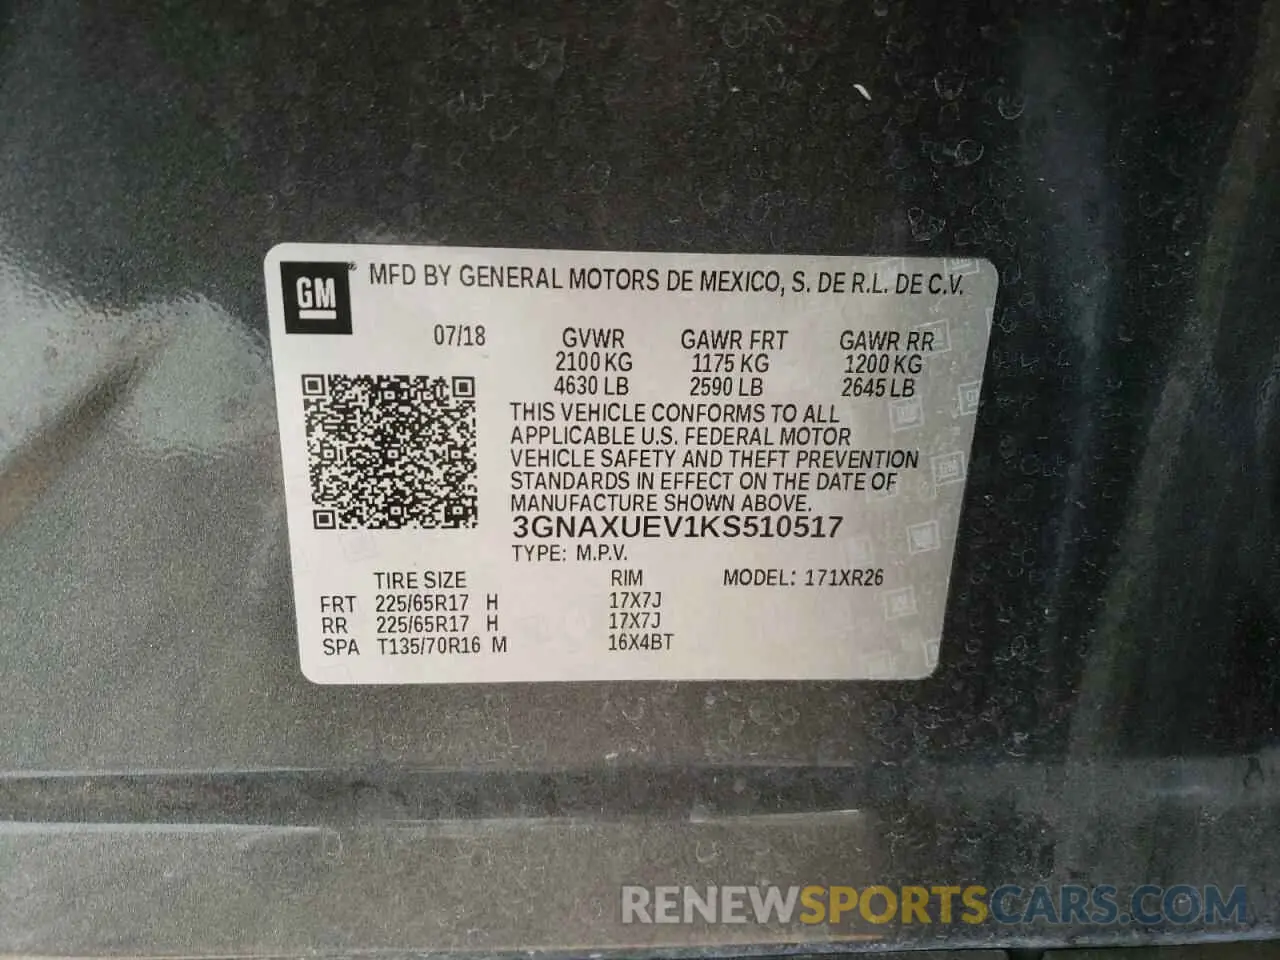 GM ® MFD BY GENERAL MOTORS DE MEXICO, S. DE R.L. DE C.V.
07/18 GVWR GAWR FRT GAWR RR
2100 KG 1175 KG 1200 KG
4630 LB 2590 LB 2645 LB
THIS VEHICLE CONFORMS TO ALL
APPLICABLE U.S. FEDERAL MOTOR
VEHICLE SAFETY AND THEFT PREVENTION
STANDARDS IN EFFECT ON THE DATE OF
MANUFACTURE SHOWN ABOVE.
3GNAXUEV1KS510517
TYPE: M.P.V.
TIRE SIZE RIM MODEL: 171XR26
FRT 225/65R17 H 17X7J
RR 225/65R17 H 17X7J
SPA T135/70R16 M 16X4BT
RENEWSPORTSCARS.COM